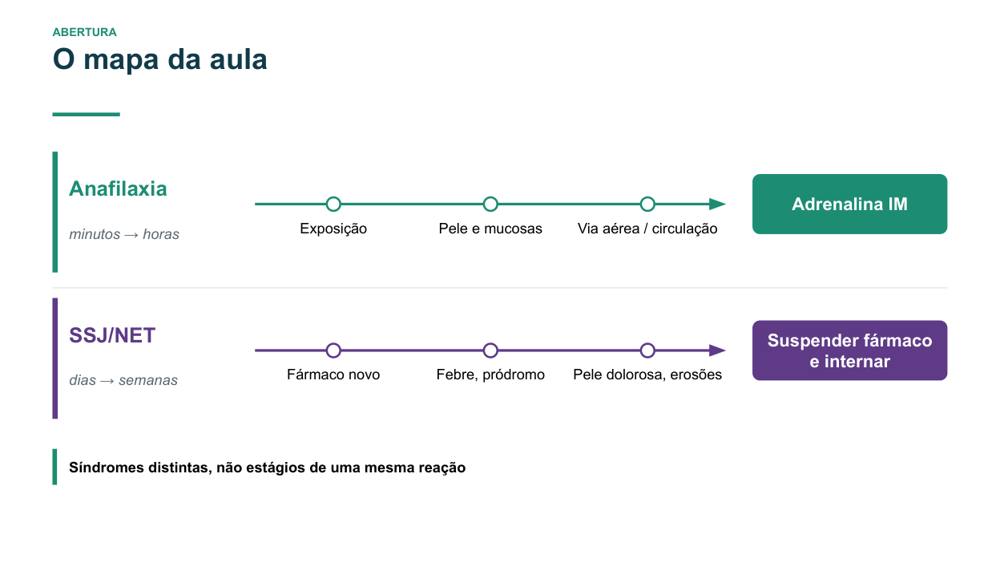 ABERTURA
O mapa da aula
Anafilaxia
minutos → horas
Exposição
Pele e mucosas
Via aérea / circulação
Adrenalina IM
SSJ/NET
dias → semanas
Fármaco novo
Febre, pródromo
Pele dolorosa, erosões
Suspender fármaco
e internar
Síndromes distintas, não estágios de uma mesma reação